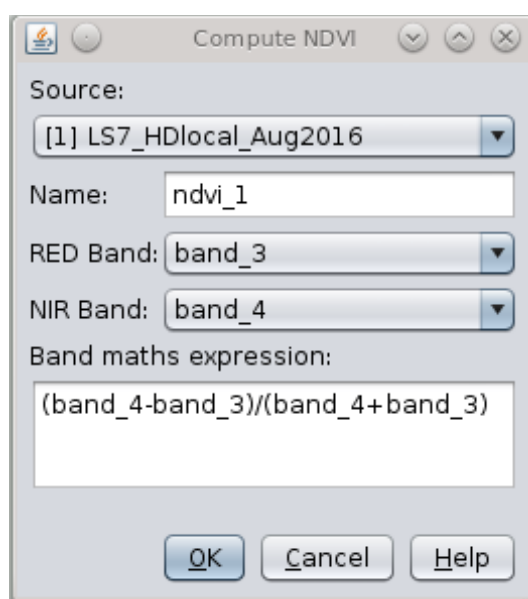 Compute NDVI
Source:
[1] LS7_HDlocal_Aug2016
Name: ndvi_1
RED Band: band_3
NIR Band: band_4
Band maths expression:
(band_4-band_3)/(band_4+band_3)
OK Cancel Help